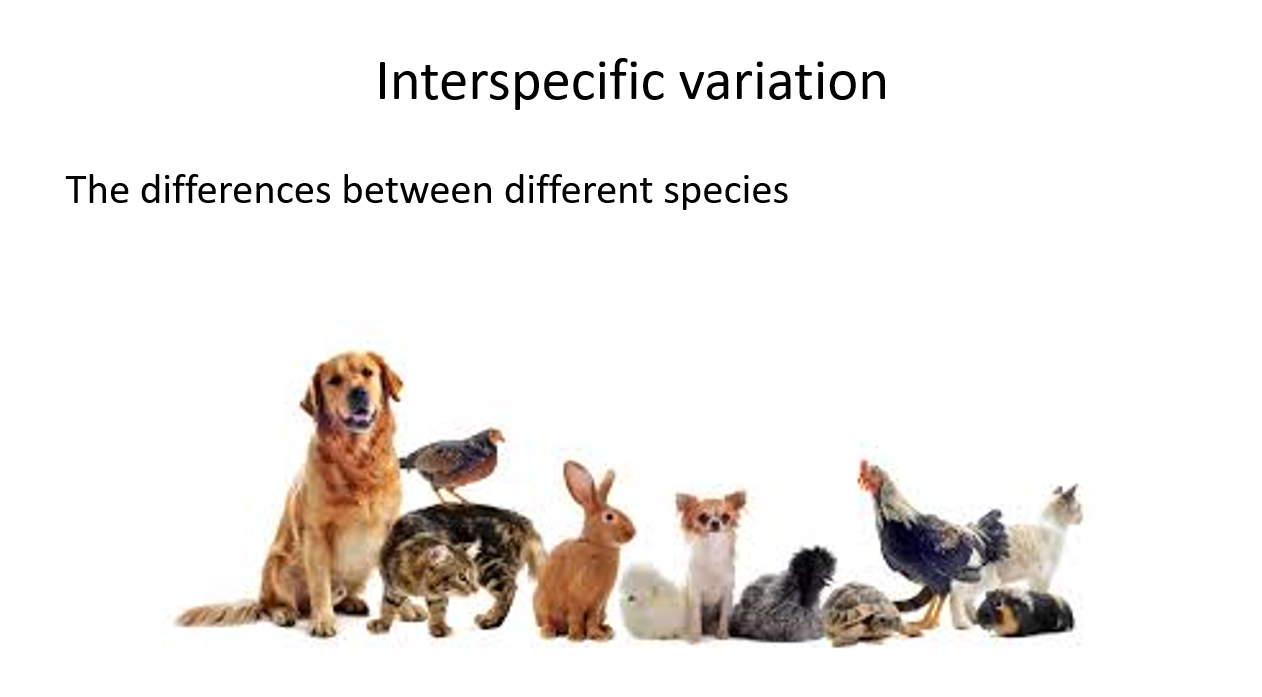 Interspecific variation
The differences between different species